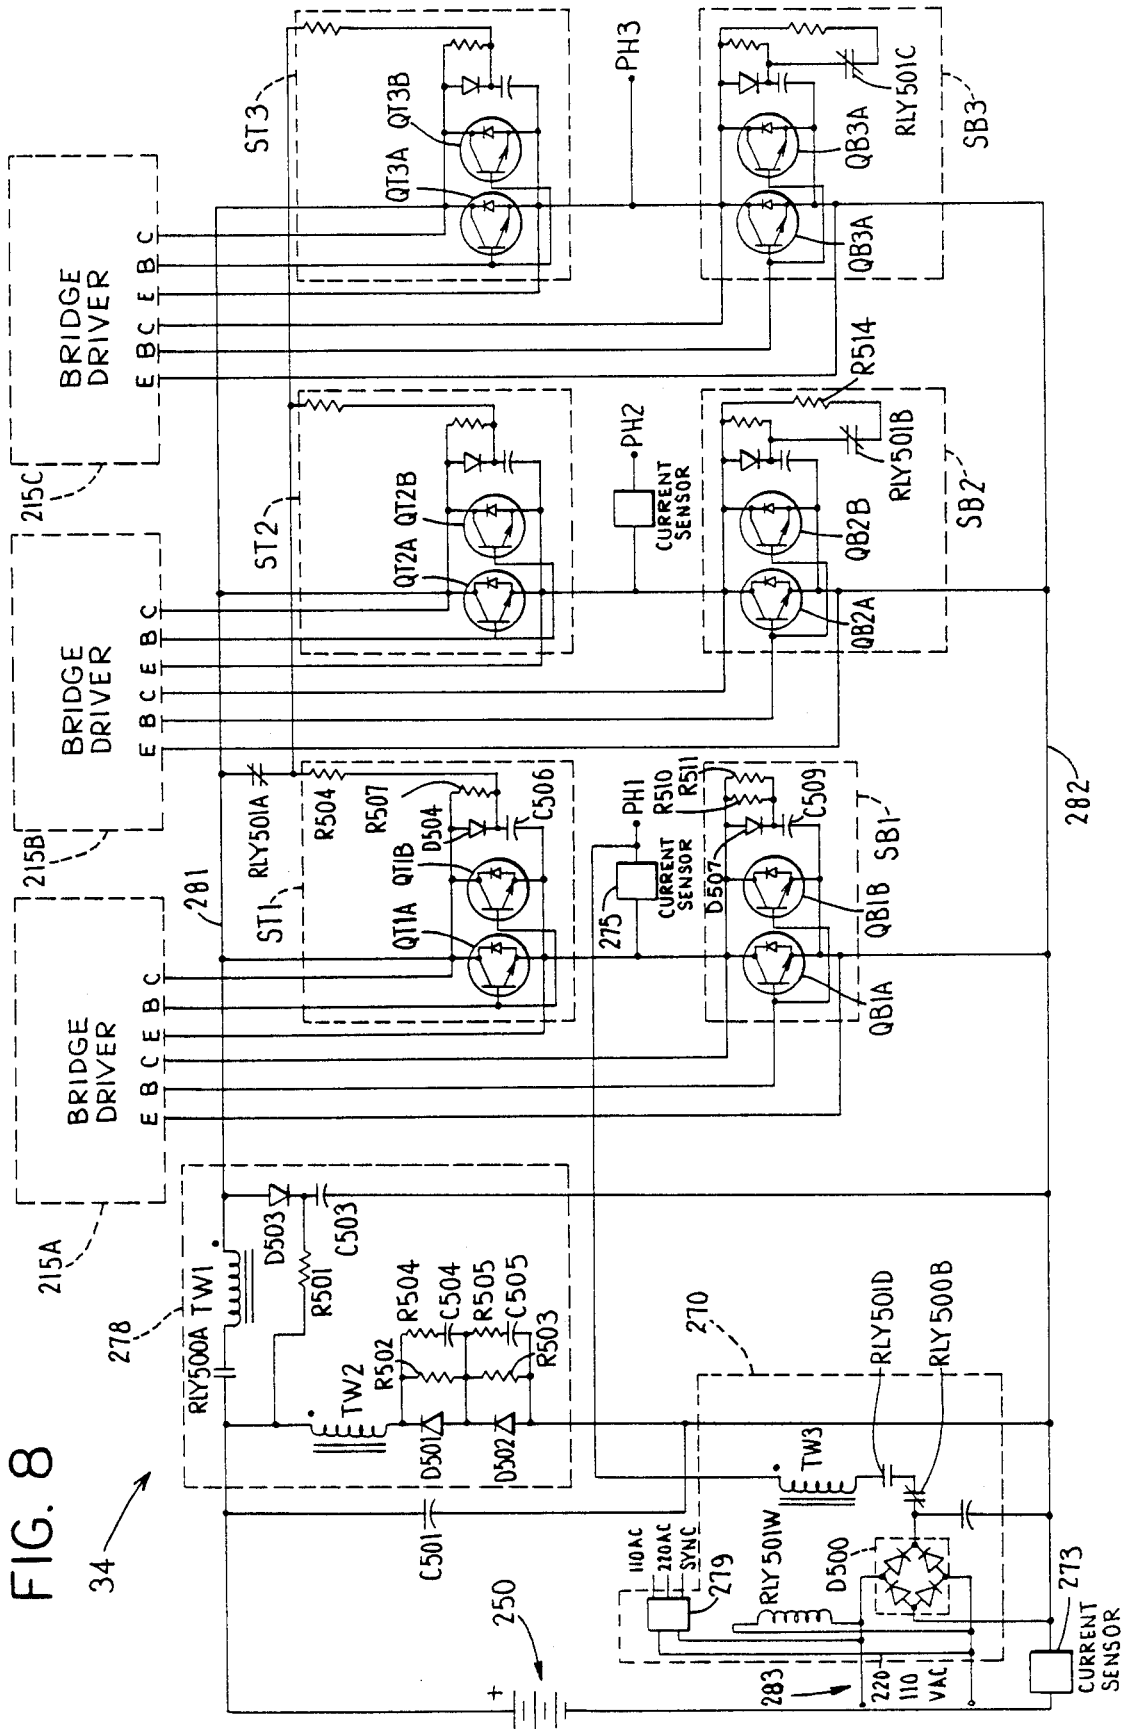 FIG. 8
34
215A
BRIDGE
DRIVER
E B C E B C
215B
BRIDGE
DRIVER
E B C E B C
215C
BRIDGE
DRIVER
E B C E B C
278
RLY500A
TW1
D503
R501
C503
TW2
R502
R504
C504
R505
C505
R503
D501
D502
C501
281
RLY501A
ST1
R504
R507
D504
C506
QT1A
QT1B
ST2
QT2A
QT2B
ST3
QT3A
QT3B
275
CURRENT
SENSOR
PH1
CURRENT
SENSOR
PH2
PH3
D507
R510
R511
C509
SB1
QB1A
QB1B
QB2A
QB2B
RLY501B
R514
SB2
QB3A
QB3A
RLY501C
SB3
282
250
+
110AC
220AC
SYNC
279
RLY501W
D500
TW3
270
RLY501D
RLY500B
283
220
110
VAC
273
CURRENT
SENSOR